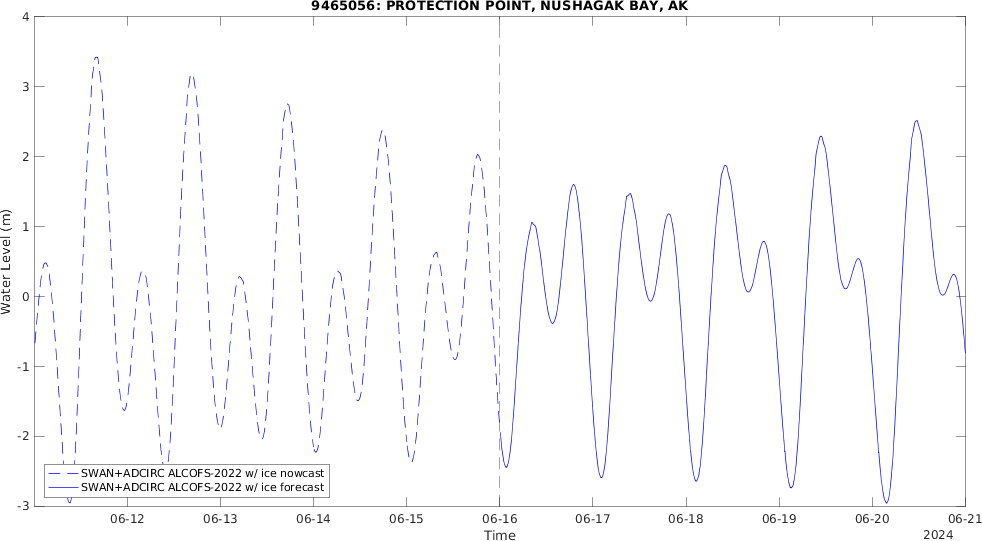 9465056: PROTECTION POINT, NUSHAGAK BAY, AK
Water Level (m)
4
3
2
1
0
-1
-2
-3
SWAN+ADCIRC ALCOFS-2022 w/ ice nowcast
SWAN+ADCIRC ALCOFS-2022 w/ ice forecast
06-12 06-13 06-14 06-15 06-16 06-17 06-18 06-19 06-20 06-21
Time
2024